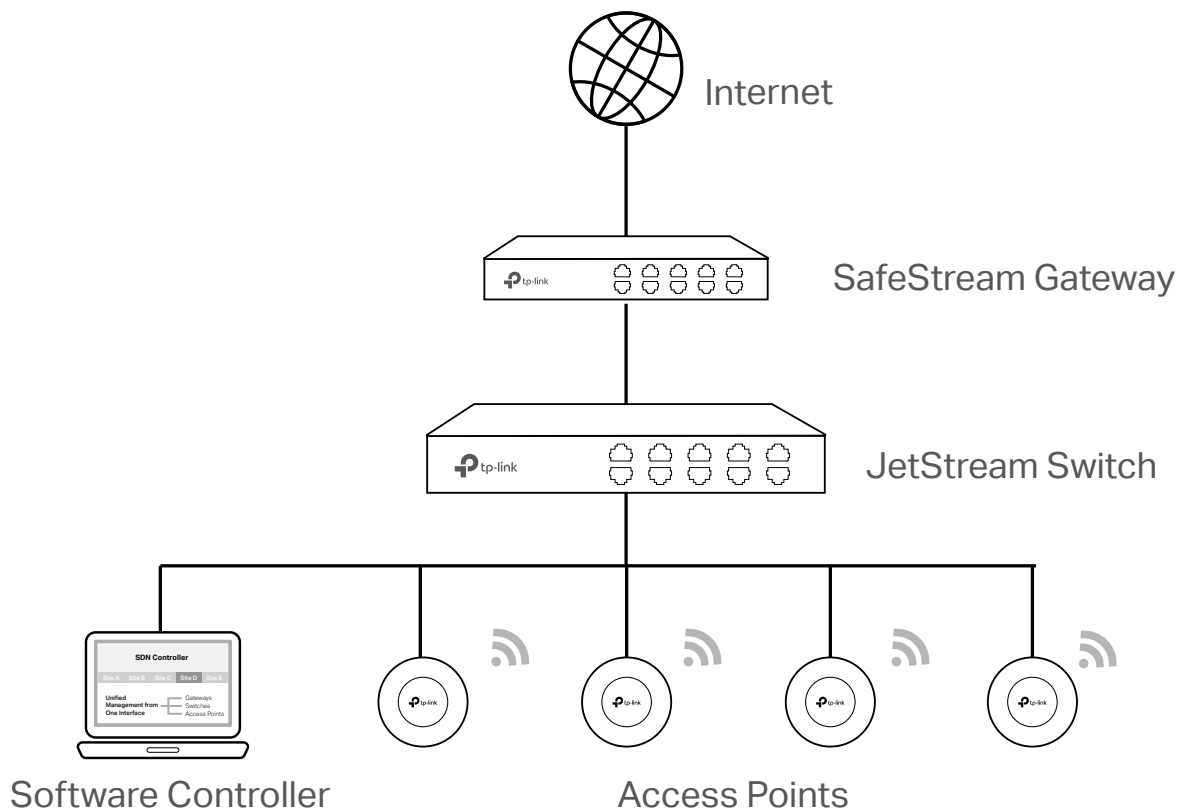 Internet
tp-link
SafeStream Gateway
tp-link
JetStream Switch
SDN Controller
Site A Site B Site C Site D Site E
Unified
Management from
One Interface
Gateways
Switches
Access Points
tp-link
tp-link
tp-link
tp-link
Software Controller
Access Points